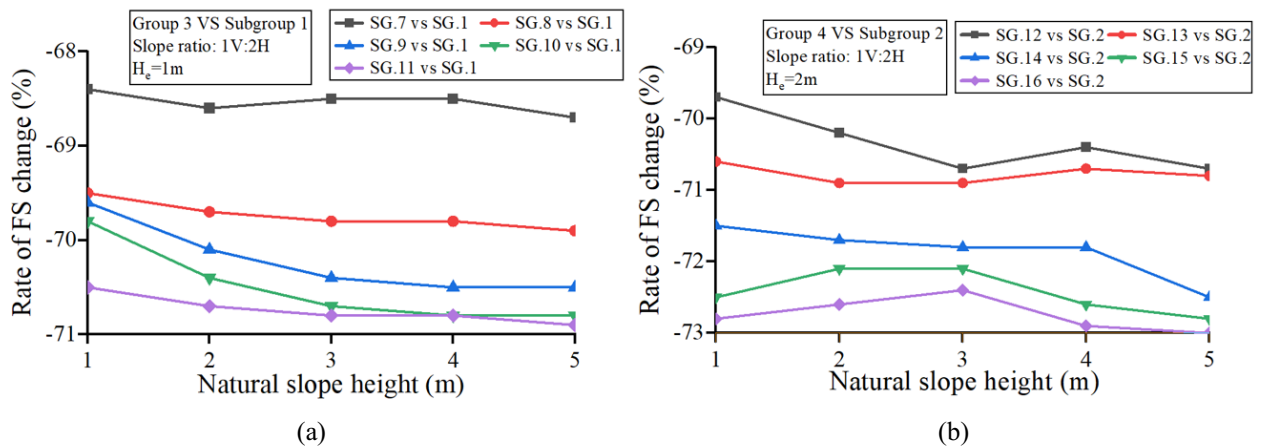 Group 3 VS Subgroup 1
Slope ratio: 1V:2H
Hₑ=1m
SG.7 vs SG.1
SG.8 vs SG.1
SG.9 vs SG.1
SG.10 vs SG.1
SG.11 vs SG.1
Rate of FS change (%)
-68
-69
-70
-71
1 2 3 4 5
Natural slope height (m)
(a)
Group 4 VS Subgroup 2
Slope ratio: 1V:2H
Hₑ=2m
SG.12 vs SG.2
SG.13 vs SG.2
SG.14 vs SG.2
SG.15 vs SG.2
SG.16 vs SG.2
Rate of FS change (%)
-69
-70
-71
-72
-73
1 2 3 4 5
Natural slope height (m)
(b)